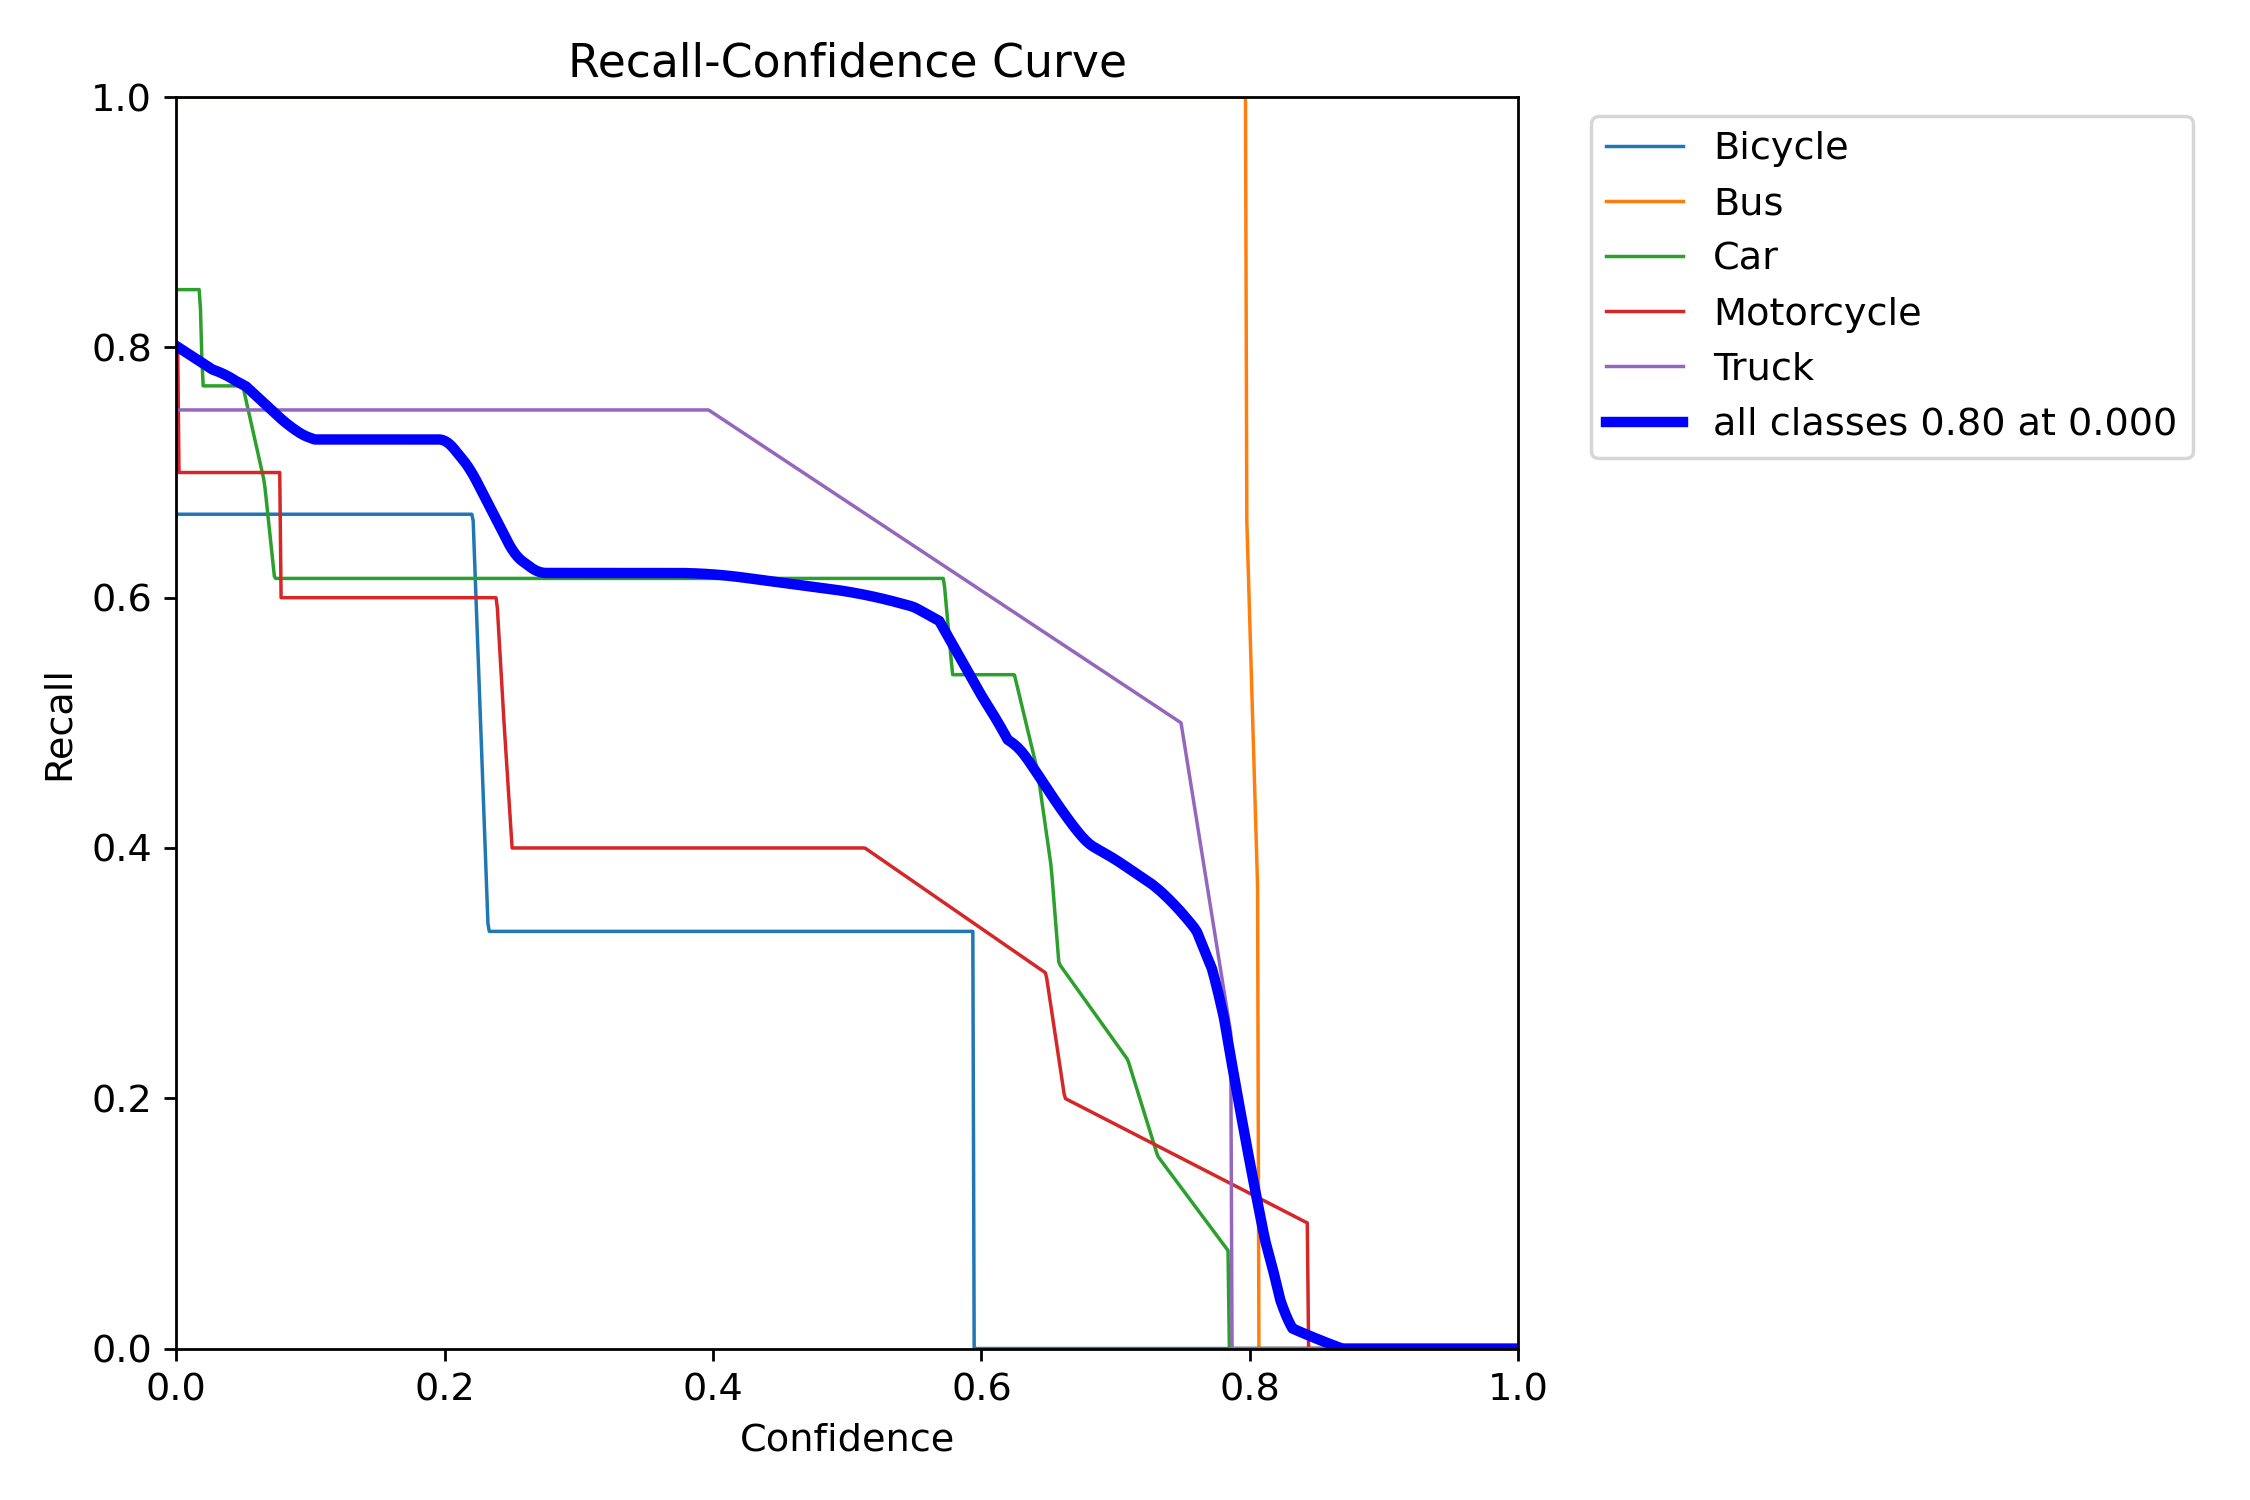 Recall-Confidence Curve
1.0
0.8
0.6
0.4
0.2
0.0
Recall
0.0 0.2 0.4 0.6 0.8 1.0
Confidence
Bicycle
Bus
Car
Motorcycle
Truck
all classes 0.80 at 0.000